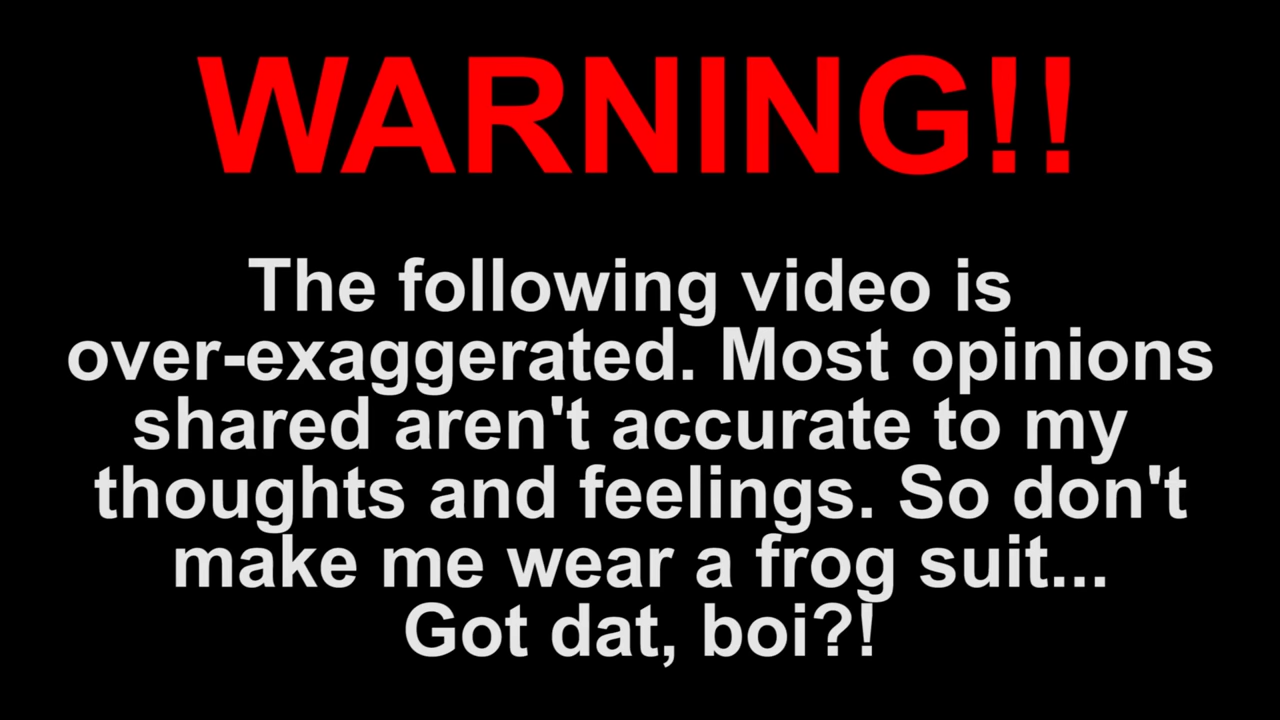 WARNING!!
The following video is
over-exaggerated. Most opinions
shared aren't accurate to my
thoughts and feelings. So don't
make me wear a frog suit...
Got dat, boi?!